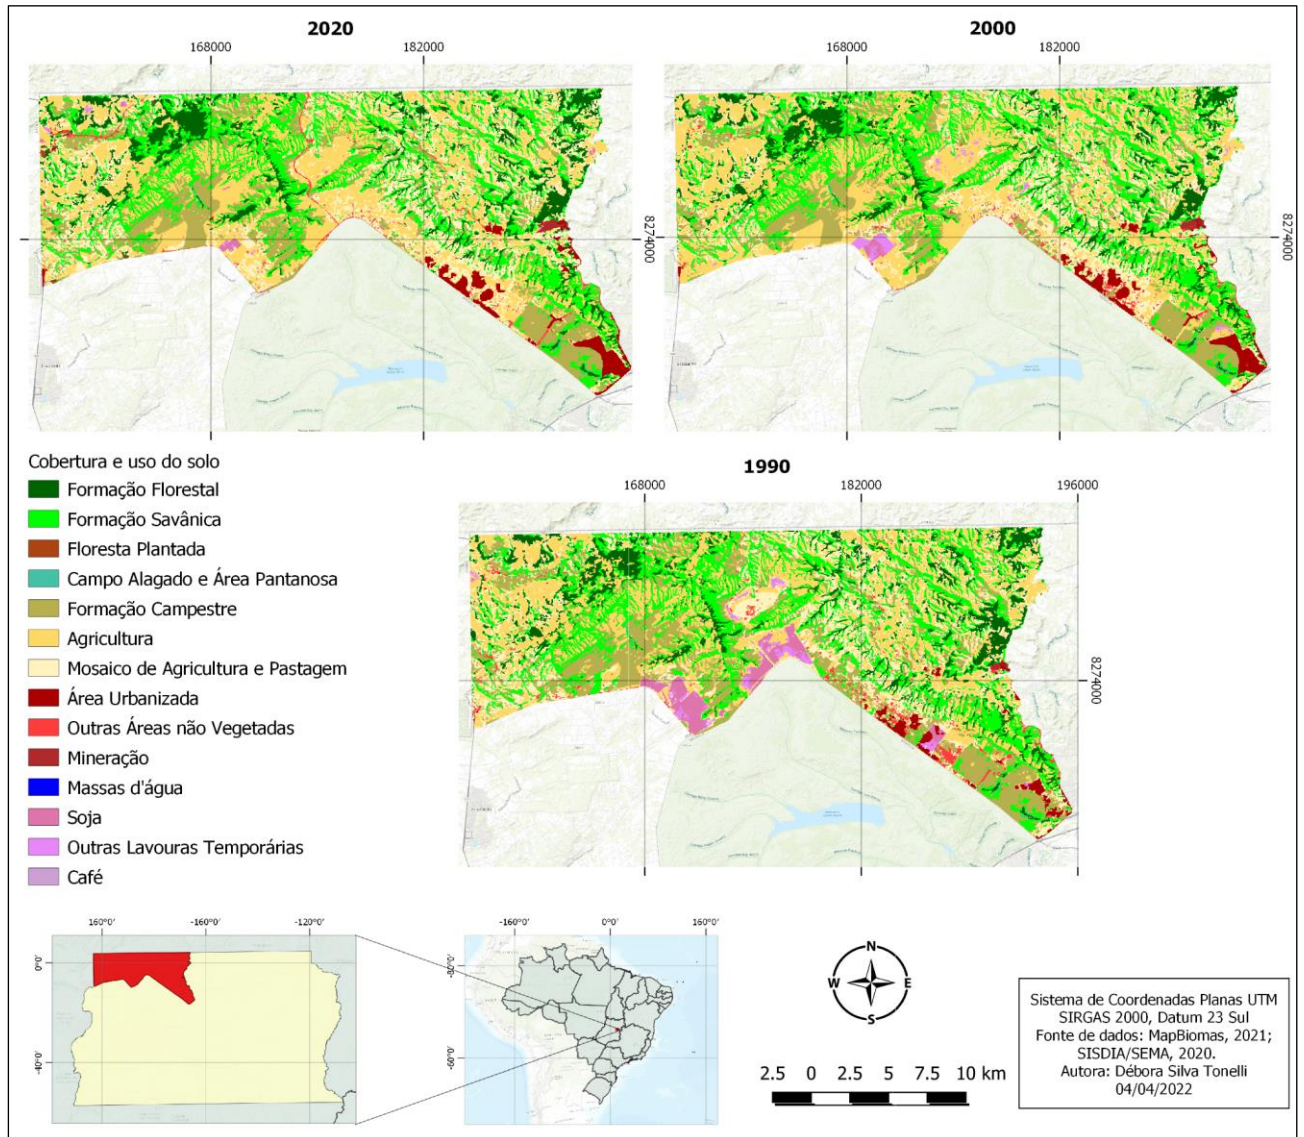 2020
168000
182000
2000
168000
182000
8274000
8274000
Cobertura e uso do solo
Formação Florestal
Formação Savânica
Floresta Plantada
Campo Alagado e Área Pantanosa
Formação Campestre
Agricultura
Mosaico de Agricultura e Pastagem
Área Urbanizada
Outras Áreas não Vegetadas
Mineração
Massas d'água
Soja
Outras Lavouras Temporárias
Café
1990
168000
182000
196000
8274000
160°0'
-160°0'
-120°0'
0°0'
-40°0'
-160°0'
0°0'
160°0'
-60°0'
N
W
E
S
2.5 0 2.5 5 7.5 10 km
Sistema de Coordenadas Planas UTM
SIRGAS 2000, Datum 23 Sul
Fonte de dados: MapBiomas, 2021;
SISDIA/SEMA, 2020.
Autora: Débora Silva Tonelli
04/04/2022